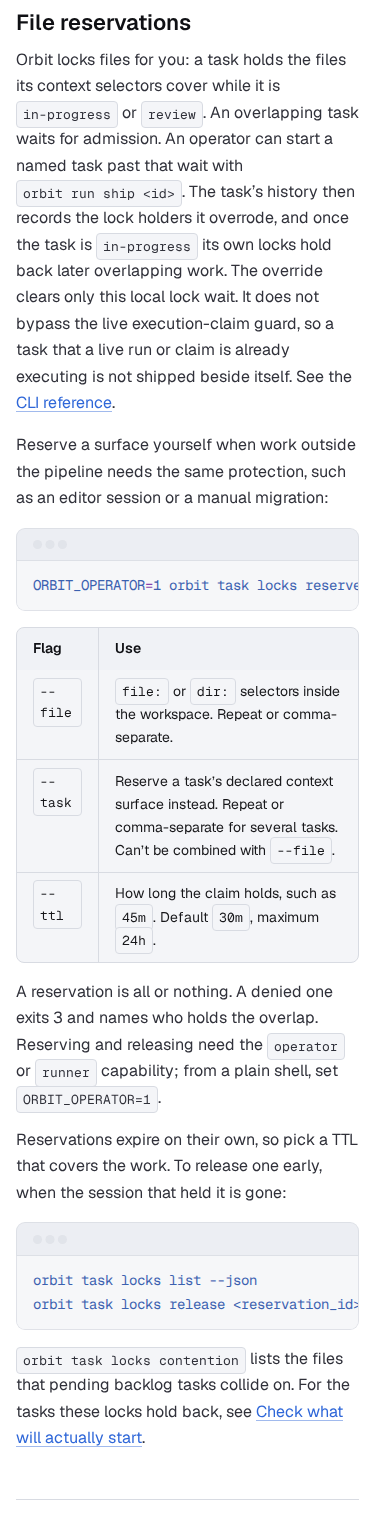 File reservations
Orbit locks files for you: a task holds the files
its context selectors cover while it is
in-progress or review. An overlapping task
waits for admission. An operator can start a
named task past that wait with
orbit run ship <id>. The task’s history then
records the lock holders it overrode, and once
the task is in-progress its own locks hold
back later overlapping work. The override
clears only this local lock wait. It does not
bypass the live execution-claim guard, so a
task that a live run or claim is already
executing is not shipped beside itself. See the
CLI reference.
Reserve a surface yourself when work outside
the pipeline needs the same protection, such
as an editor session or a manual migration:
ORBIT_OPERATOR=1 orbit task locks reserve
Flag Use
--
file
file: or dir: selectors inside
the workspace. Repeat or comma-
separate.
--
task
Reserve a task’s declared context
surface instead. Repeat or
comma-separate for several tasks.
Can’t be combined with --file.
--
ttl
How long the claim holds, such as
45m. Default 30m, maximum
24h.
A reservation is all or nothing. A denied one
exits 3 and names who holds the overlap.
Reserving and releasing need the operator
or runner capability; from a plain shell, set
ORBIT_OPERATOR=1.
Reservations expire on their own, so pick a TTL
that covers the work. To release one early,
when the session that held it is gone:
orbit task locks list --json
orbit task locks release <reservation_id>
orbit task locks contention lists the files
that pending backlog tasks collide on. For the
tasks these locks hold back, see Check what
will actually start.